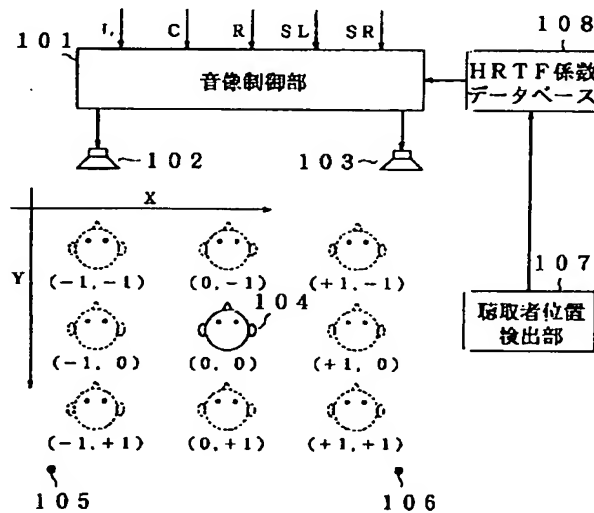 L C R SL SR
101
108
音像制御部
HRTF係数
データベース
102
103
X
Y
104
107
(-1,-1) (0,-1) (+1,-1)
聴取者位置
検出部
(-1, 0) (0, 0) (+1, 0)
(-1,+1) (0,+1) (+1,+1)
105
106